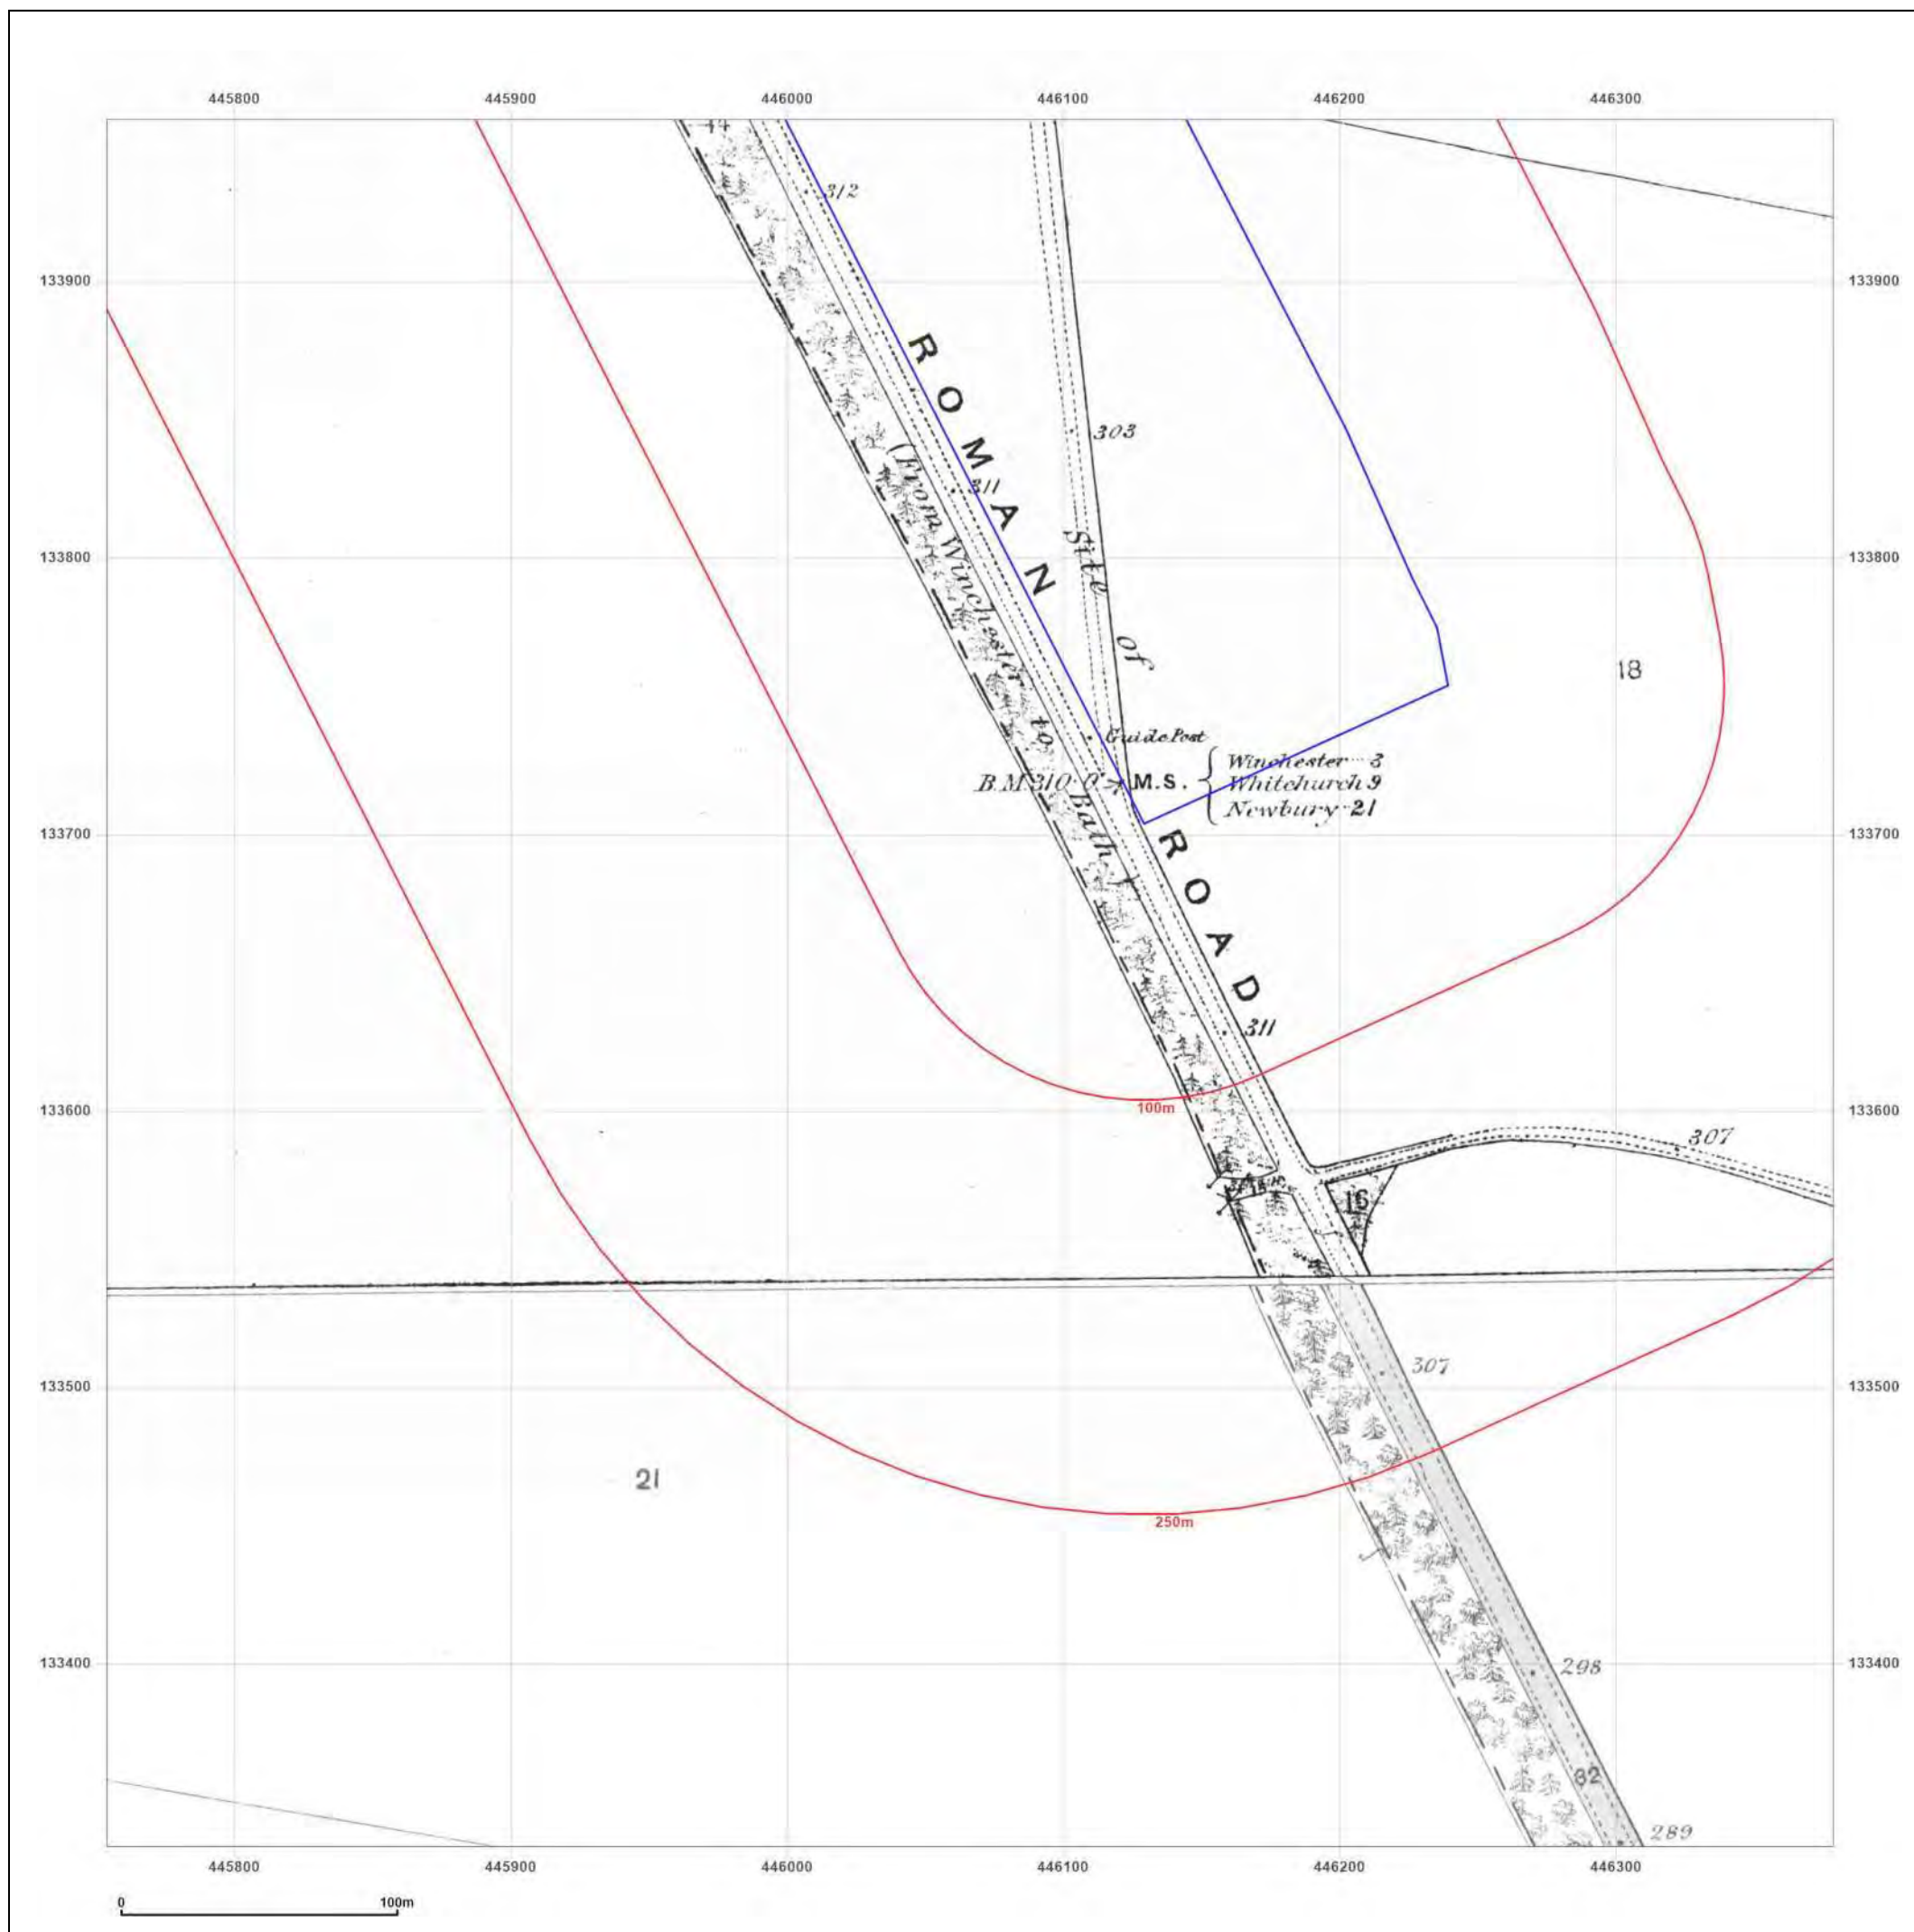 445800 445900 446000 446100 446200 446300
44
312
133900 133900
ROMAN
303
311
(From Winchester to Bath)
133800 133800
Site of
18
Guide Post
Winchester 3
B.M. 310·0 M.S. Whitchurch 9
Newbury 21
133700 133700
ROAD
311
133600 133600
100m
307
15
16
307
133500 133500
21
250m
298
133400 133400
82
289
445800 445900 446000 446100 446200 446300
0 100m